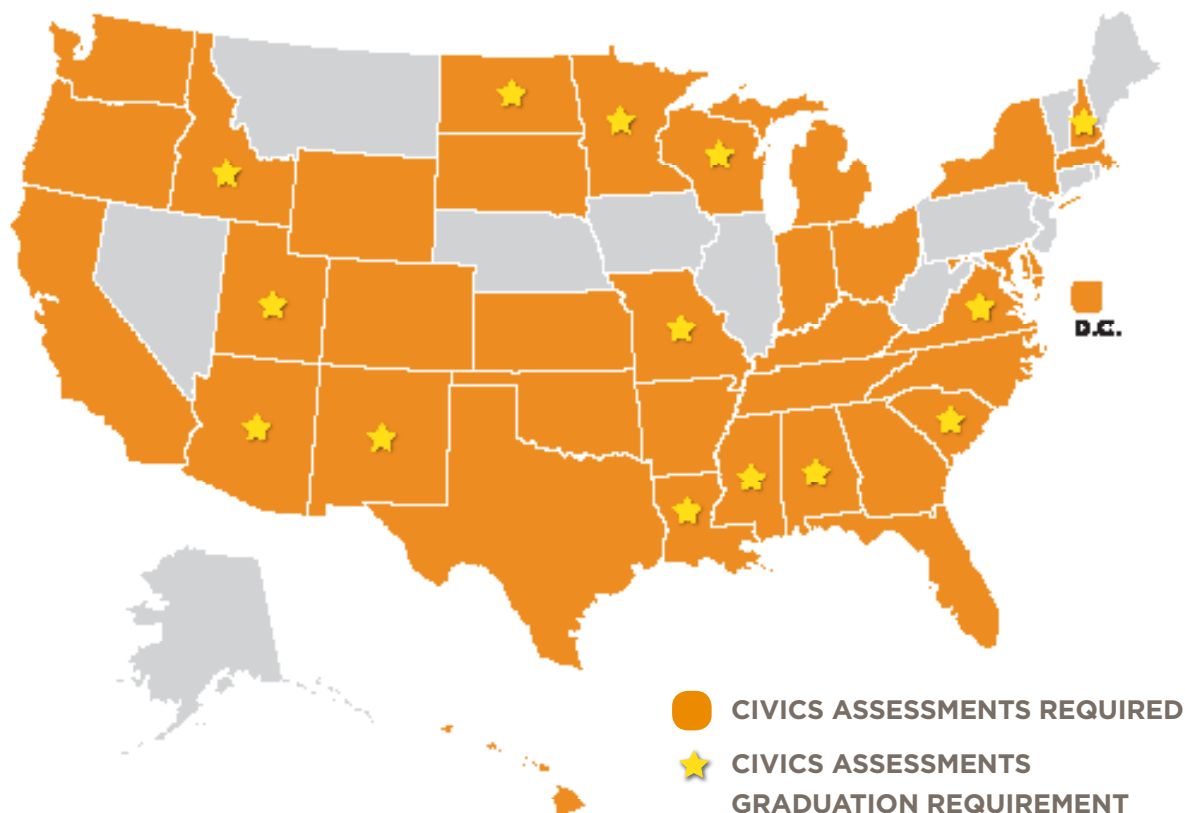 D.C.
CIVICS ASSESSMENTS REQUIRED
CIVICS ASSESSMENTS
GRADUATION REQUIREMENT